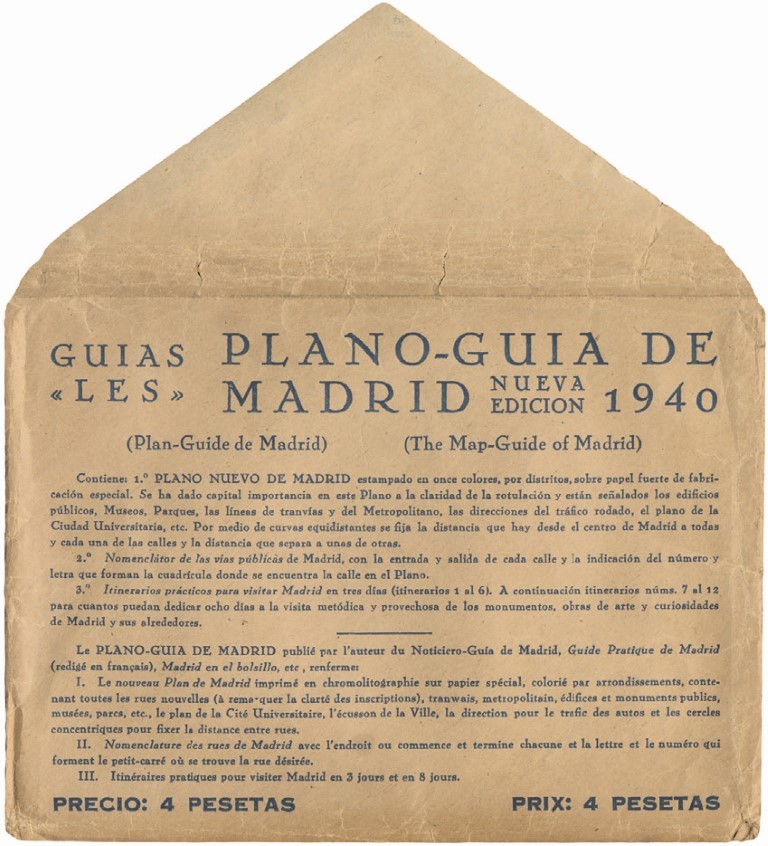 GUIAS «LES»
PLANO-GUIA DE
MADRID NUEVA EDICION 1940
(Plan-Guide de Madrid) (The Map-Guide of Madrid)
Contiene: 1.º PLANO NUEVO DE MADRID estampado en once colores, por distritos, sobre papel fuerte de fabri-
cación especial. Se ha dado capital importancia en este Plano a la claridad de la rotulación y están señalados los edificios
públicos, Museos, Parques, las líneas de tranvías y del Metropolitano, las direcciones del tráfico rodado, el plano de la
Ciudad Universitaria, etc. Por medio de curvas equidistantes se fija la distancia que hay desde el centro de Madrid a todas
y cada una de las calles y la distancia que separa a unas de otras.
2.º Nomenclátor de las vías públicas de Madrid, con la entrada y salida de cada calle y la indicación del número y
letra que forman la cuadrícula donde se encuentra la calle en el Plano.
3.º Itinerarios prácticos para visitar Madrid en tres días (itinerarios 1 al 6). A continuación itinerarios núms. 7 al 12
para cuantos puedan dedicar ocho días a la visita metódica y provechosa de los monumentos, obras de arte y curiosidades
de Madrid y sus alrededores.
Le PLANO-GUIA DE MADRID publié par l'auteur du Noticiero-Guía de Madrid, Guide Pratique de Madrid
(redigé en français), Madrid en el bolsillo, etc, renferme:
I. Le nouveau Plan de Madrid imprimé en chromolitographie sur papier spécial, colorié par arrondissements, conte-
nant toutes les rues nouvelles (à rema-quer la clarté des inscriptions), tranwais, metropolitain, édifices et monuments publics,
musées, parcs, etc., le plan de la Cité Universitaire, l'écusson de la Ville, la direction pour le trefic des autos et les cercles
concentriques pour fixer la distance entre rues.
II. Nomenclature des rues de Madrid avec l'endroit ou commence et termine chacune et la lettre et le numéro qui
forment le petit-carré où se trouve la rue désirée.
III. Itinéraires pratiques pour visiter Madrid en 3 jours et en 8 jours.
PRECIO: 4 PESETAS PRIX: 4 PESETAS